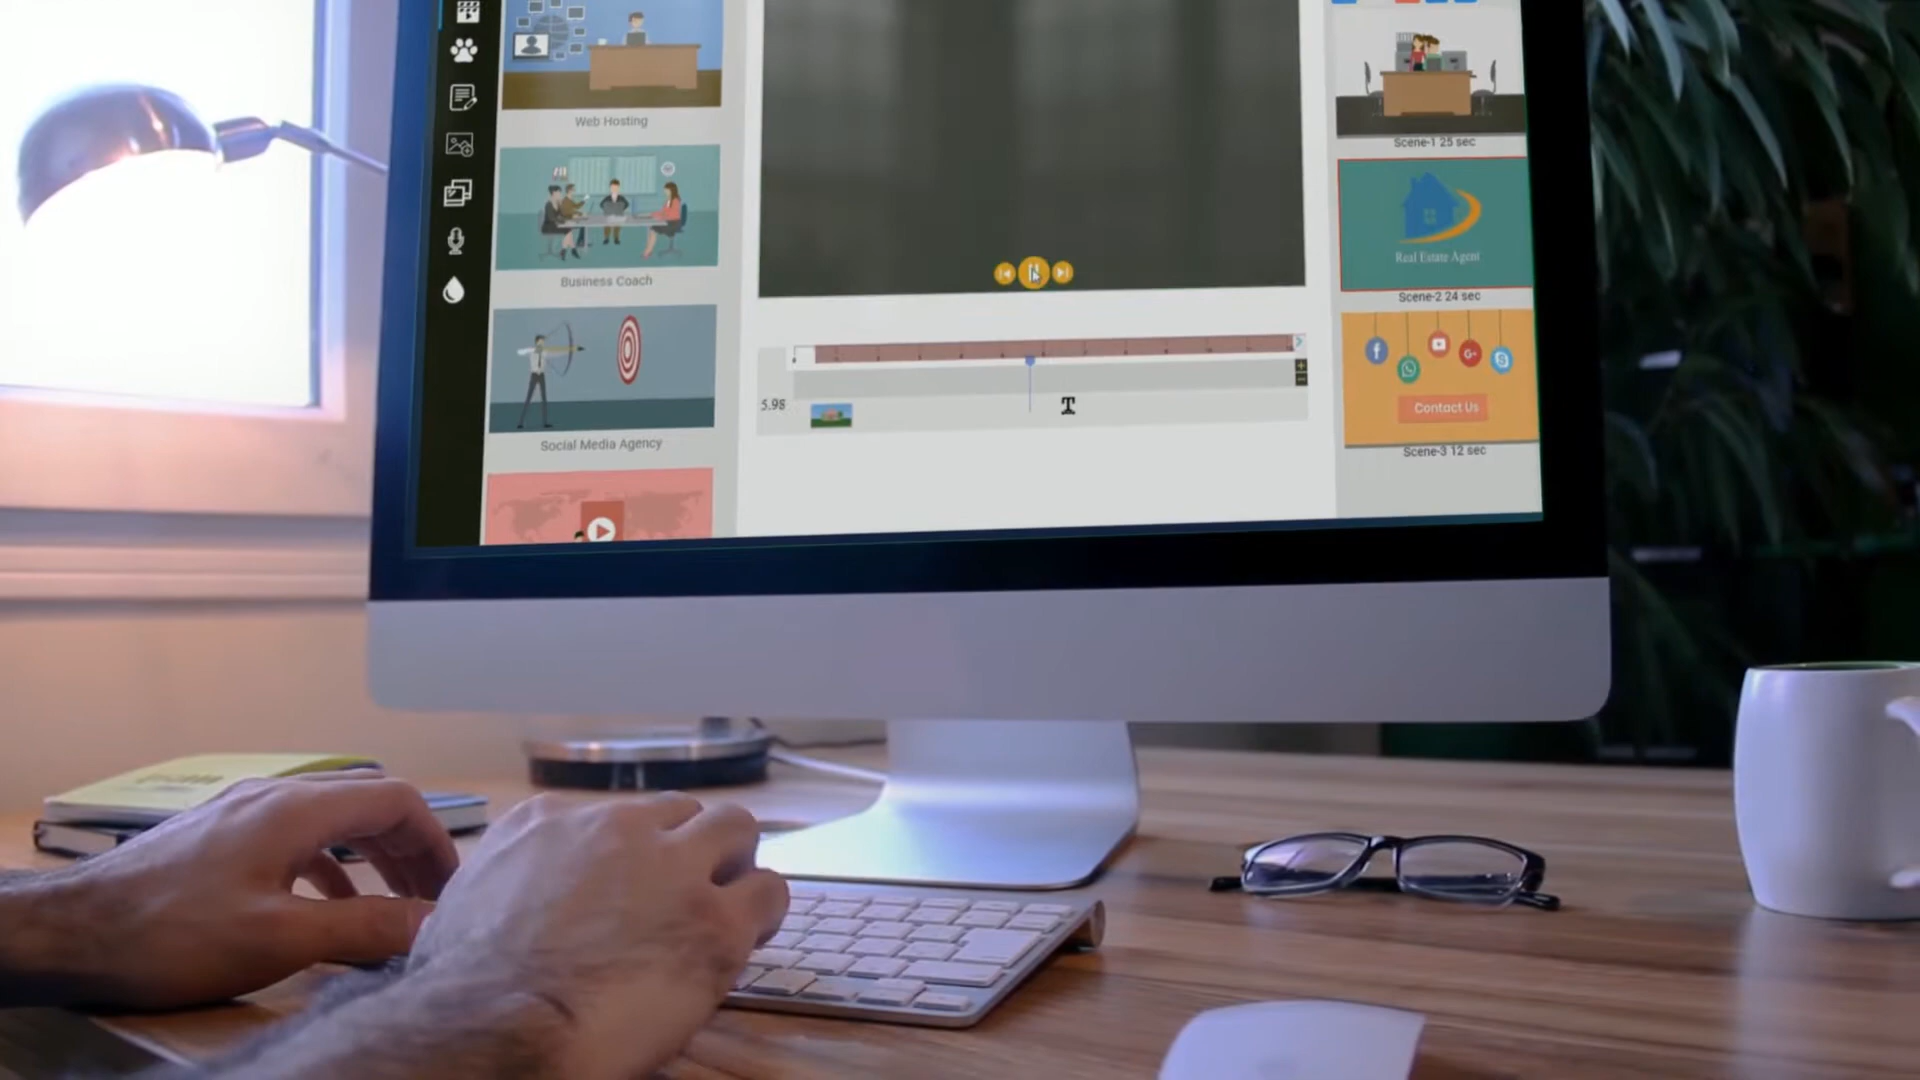 Web Hosting
Business Coach
Social Media Agency
5.98
T
Scene-1 25 sec
Real Estate Agent
Scene-2 24 sec
f
G+
S
Contact Us
Scene-3 12 sec